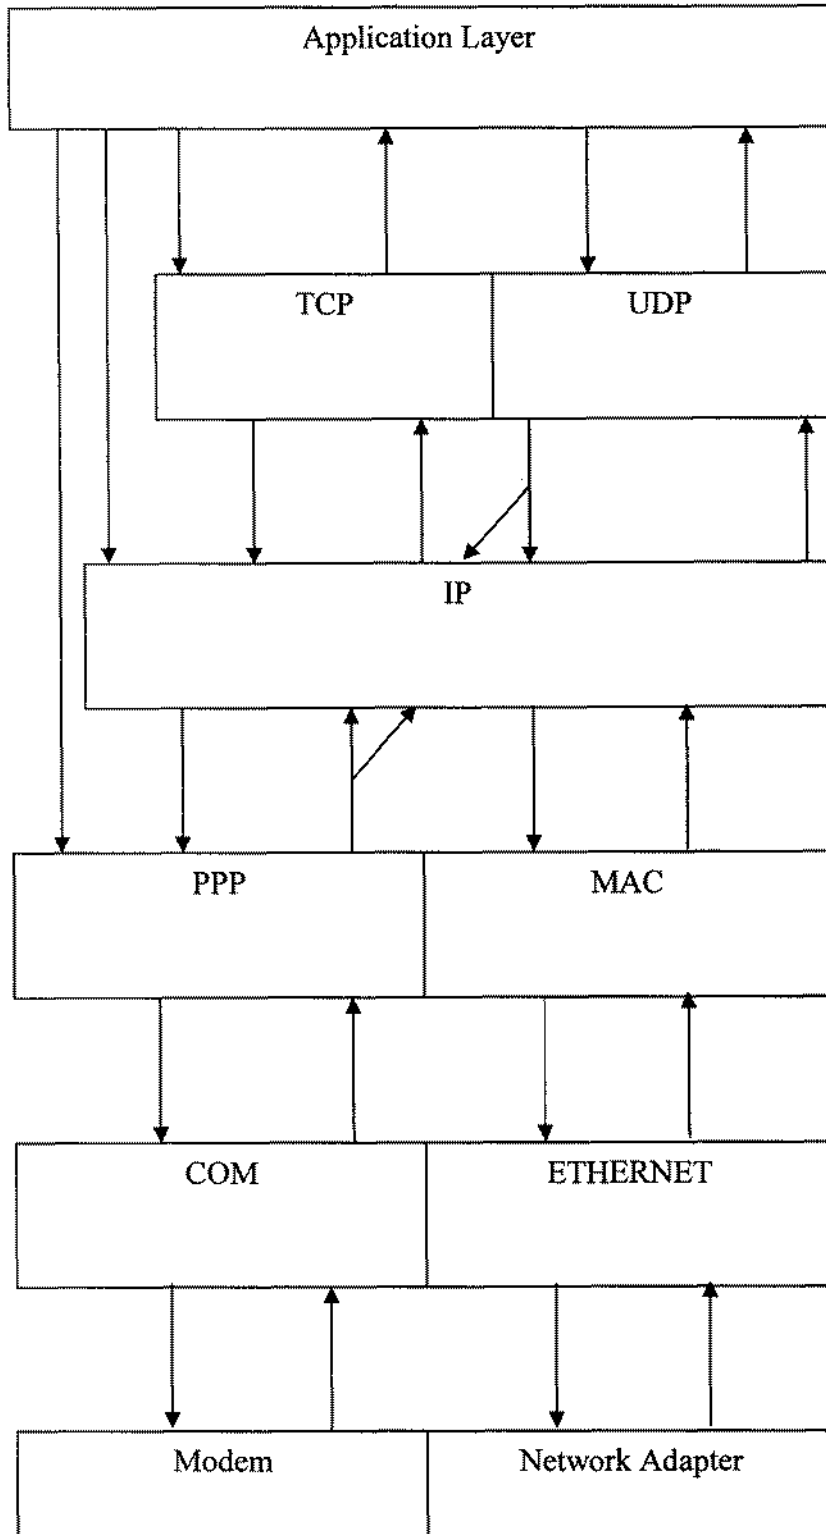 Application Layer
TCP
UDP
IP
PPP
MAC
COM
ETHERNET
Modem
Network Adapter